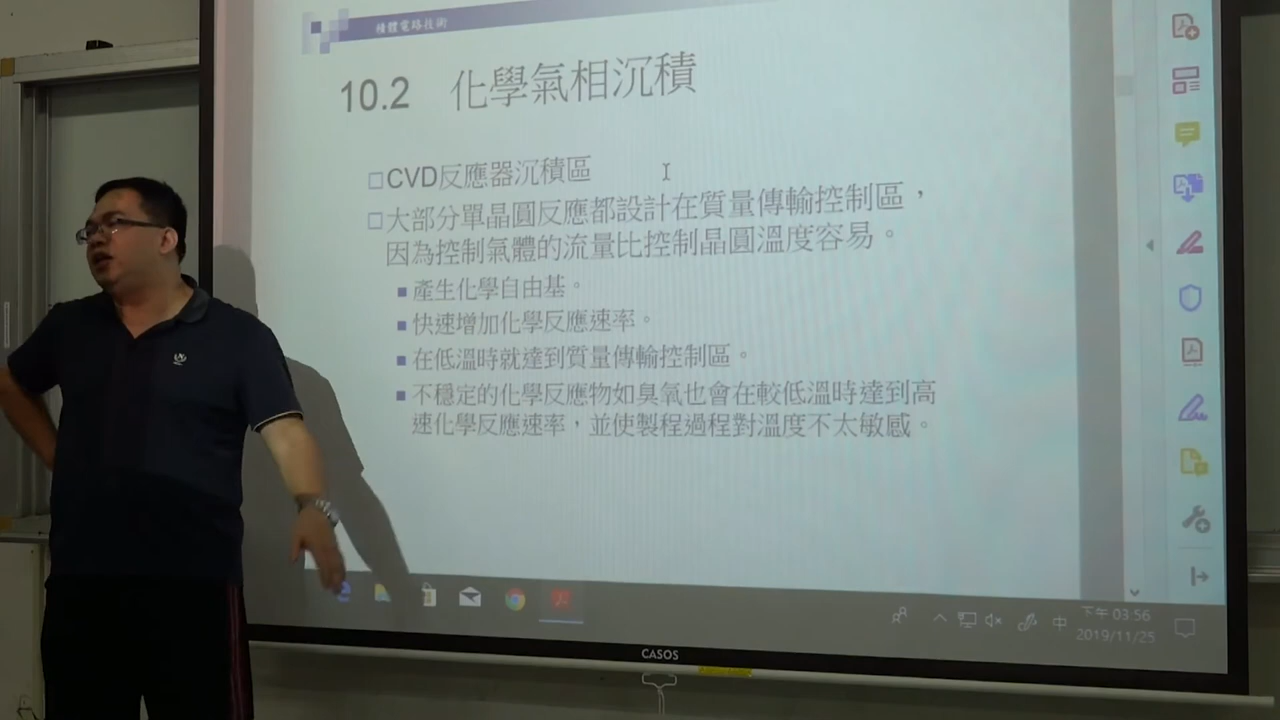 積體電路技術
10.2 化學氣相沉積
□CVD反應器沉積區
□大部分單晶圓反應都設計在質量傳輸控制區，
因為控制氣體的流量比控制晶圓溫度容易。
■產生化學自由基。
■快速增加化學反應速率。
■在低溫時就達到質量傳輸控制區。
■不穩定的化學反應物如臭氧也會在較低溫時達到高
速化學反應速率，並使製程過程對溫度不太敏感。
中
下午 03:56
2019/11/25
CASOS